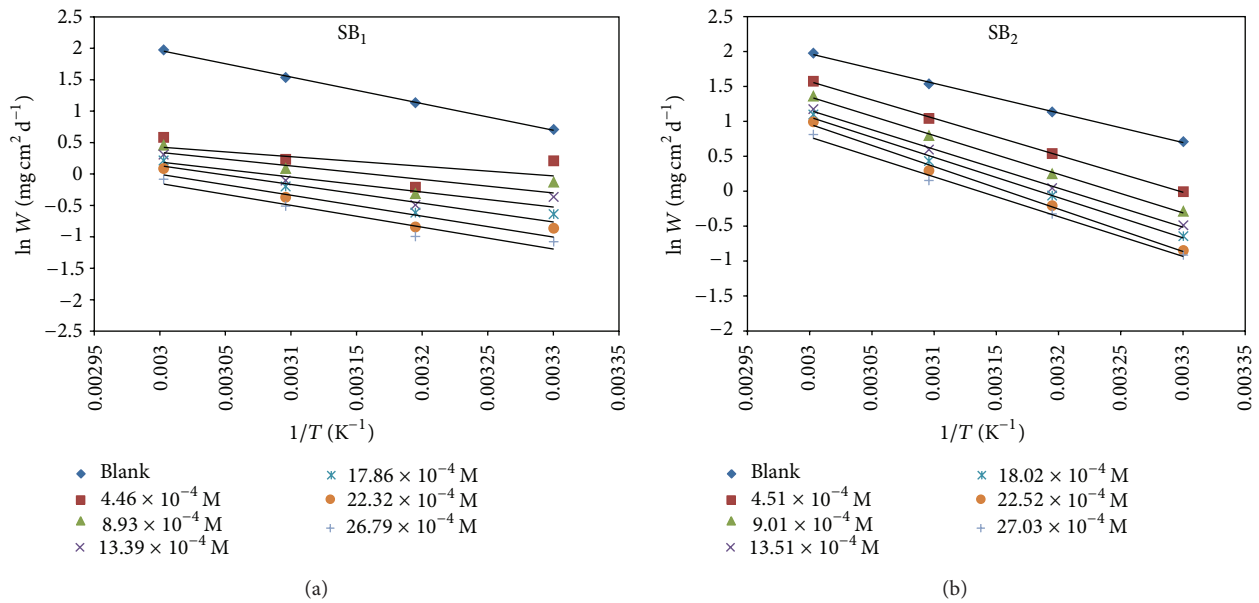 SB₁
ln W (mg cm² d⁻¹)
2.5
2
1.5
1
0.5
0
−0.5
−1
−1.5
−2
−2.5
0.00295
0.003
0.00305
0.0031
0.00315
0.00332
0.00325
0.00333
0.00335
1/T (K⁻¹)
Blank
4.46 × 10⁻⁴ M
8.93 × 10⁻⁴ M
13.39 × 10⁻⁴ M
17.86 × 10⁻⁴ M
22.32 × 10⁻⁴ M
26.79 × 10⁻⁴ M
(a)
SB₂
ln W (mg cm² d⁻¹)
2.5
2
1.5
1
0.5
0
−0.5
−1
−1.5
−2
0.00295
0.003
0.00305
0.0031
0.00315
0.00332
0.00325
0.00333
0.00335
1/T (K⁻¹)
Blank
4.51 × 10⁻⁴ M
9.01 × 10⁻⁴ M
13.51 × 10⁻⁴ M
18.02 × 10⁻⁴ M
22.52 × 10⁻⁴ M
27.03 × 10⁻⁴ M
(b)